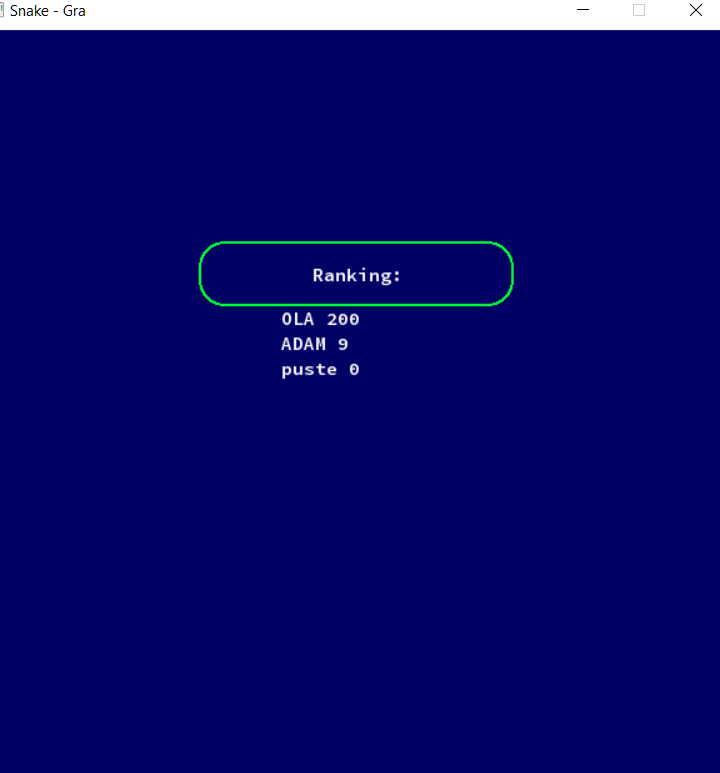 Snake - Gra
Ranking:
OLA 200
ADAM 9
puste 0